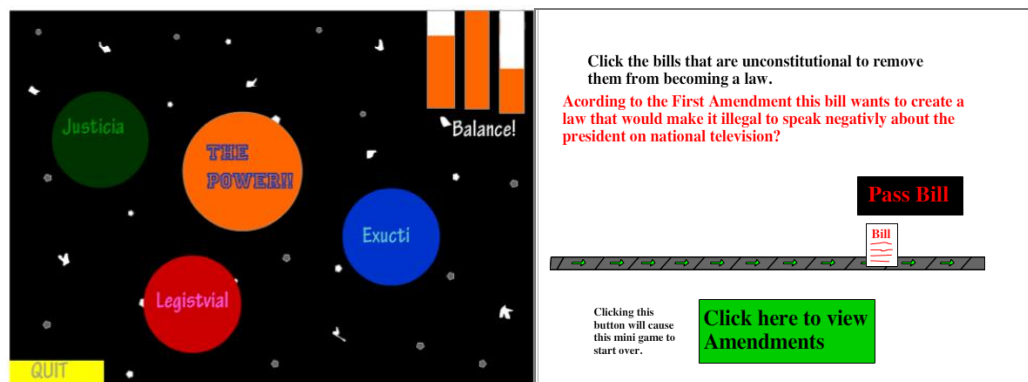 Justicia
THE
POWER!!
Balance!
Exucti
Legistvial
QUIT
Click the bills that are unconstitutional to remove
them from becoming a law.
Acording to the First Amendment this bill wants to create a
law that would make it illegal to speak negativly about the
president on national television?
Pass Bill
Bill
Clicking this
button will cause
this mini game to
start over.
Click here to view
Amendments